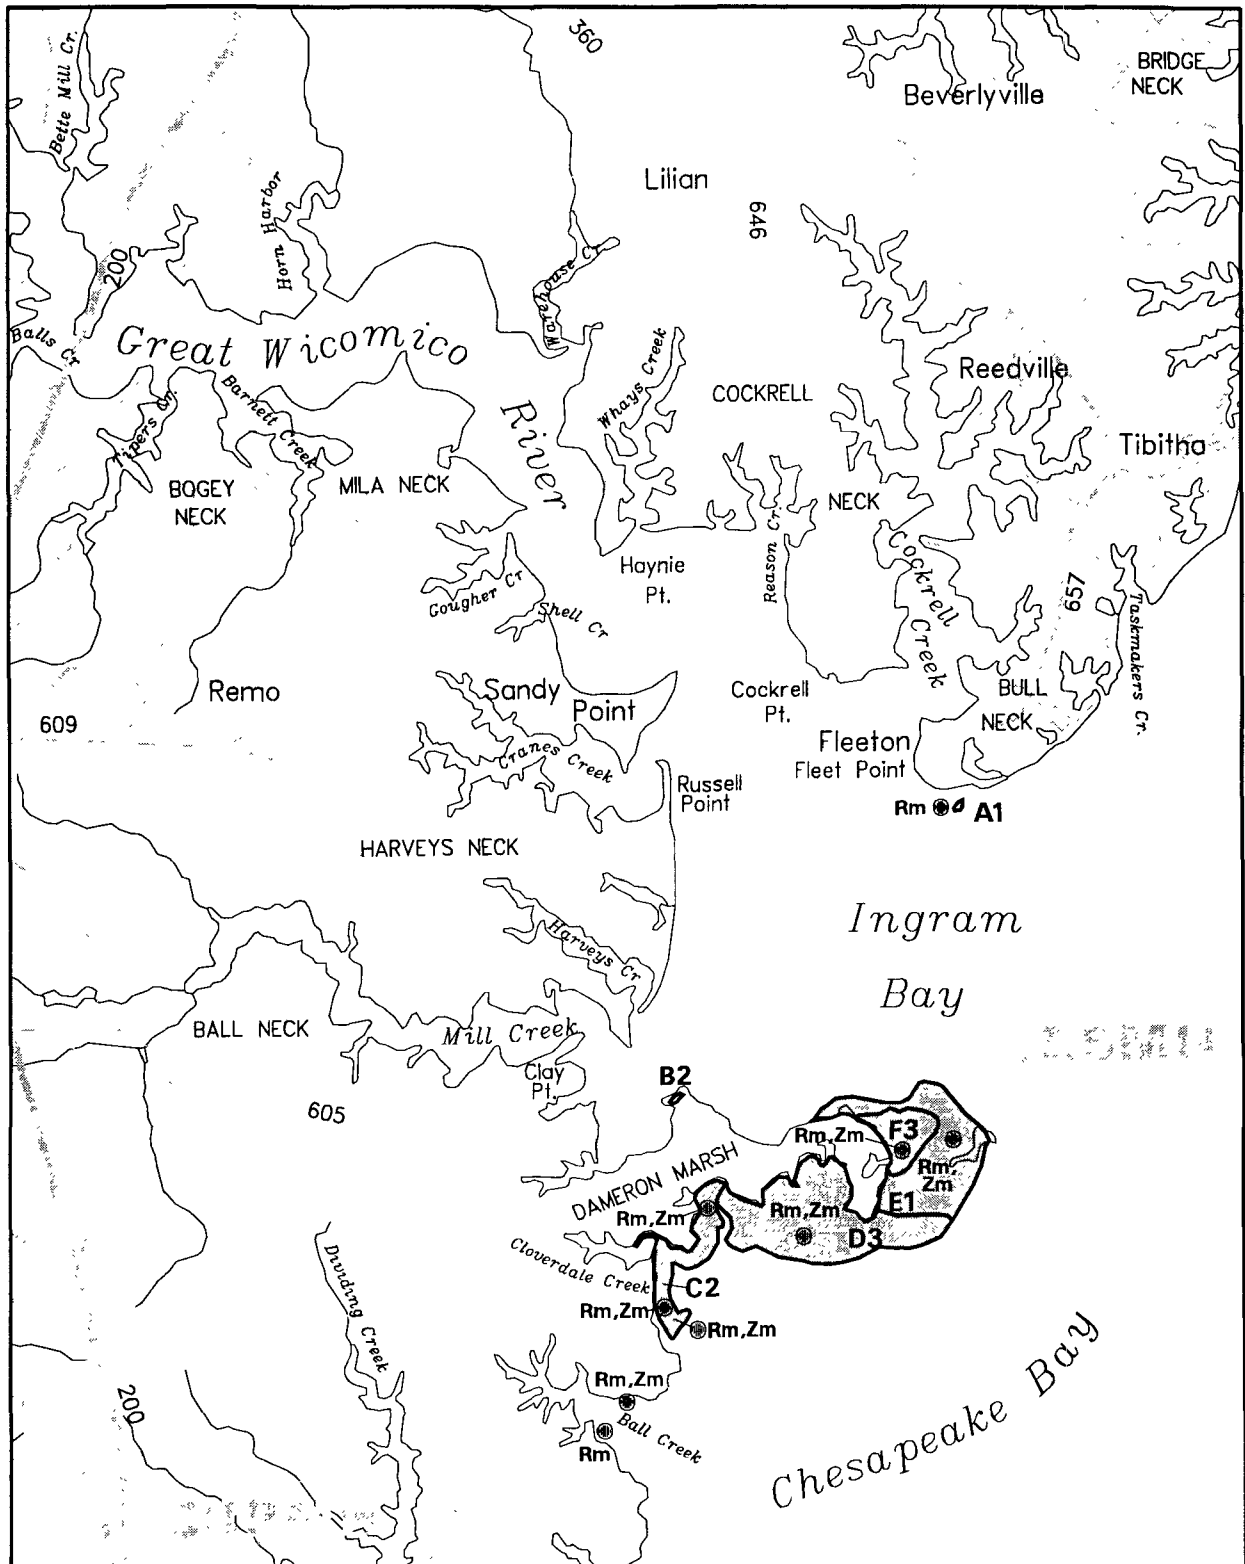 360
BRIDGE
NECK
Bette Mill Cr.
Beverlyville
Lilian
646
Horn Harbor
200
Warehouse Cr
Balls Cr
Great Wicomico
River
Whays Creek
COCKRELL
NECK
Reedville
Tibitha
Tipers Cr.
Barnett Creek
BOGEY
NECK
MILA NECK
Haynie
Pt.
Reason Cr.
Cockrell
Creek
657
Taskmakers Cr.
Gougher Cr
Shell Cr
Remo
609
Sandy
Point
Cockrell
Pt.
BULL
NECK
Cranes Creek
Fleeton
Fleet Point
Russell
Point
Rm
A1
HARVEYS NECK
Ingram
Bay
Harveys Cr
BALL NECK
Mill Creek
Clay
Pt.
B2
605
Rm,Zm
F3
DAMERON MARSH
Rm,
Zm
E1
Rm,Zm
Rm,Zm
D3
Cloverdale Creek
C2
Rm,Zm
Rm,Zm
Dividing Creek
Rm,Zm
Ball Creek
Rm
200
Chesapeake Bay